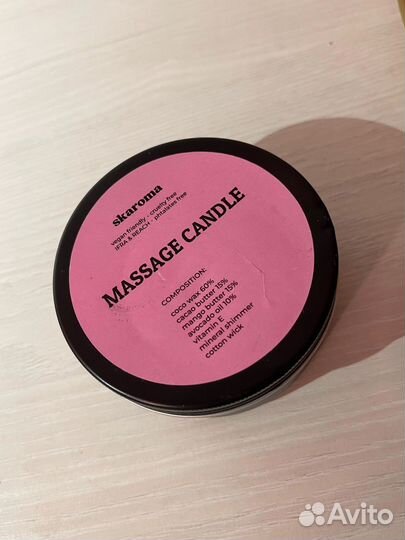 skaroma
vegan friendly - cruelty free
IFRA & REACH - phtalates free
MASSAGE CANDLE
COMPOSITION:
coco wax 60%
cacao butter 15%
mango butter 15%
avocado oil 10%
vitamin E
mineral shimmer
cotton wick
Avito